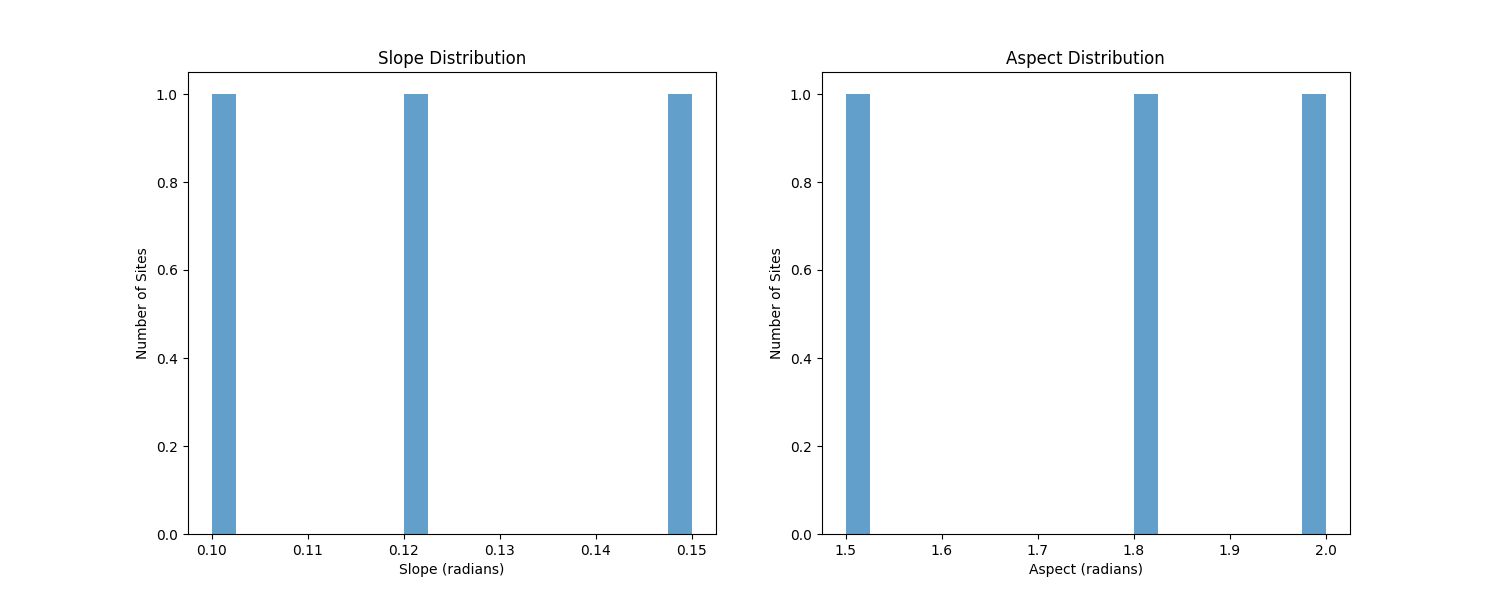 Slope Distribution
Number of Sites
1.0
0.8
0.6
0.4
0.2
0.0
0.10 0.11 0.12 0.13 0.14 0.15
Slope (radians)
Aspect Distribution
Number of Sites
1.0
0.8
0.6
0.4
0.2
0.0
1.5 1.6 1.7 1.8 1.9 2.0
Aspect (radians)